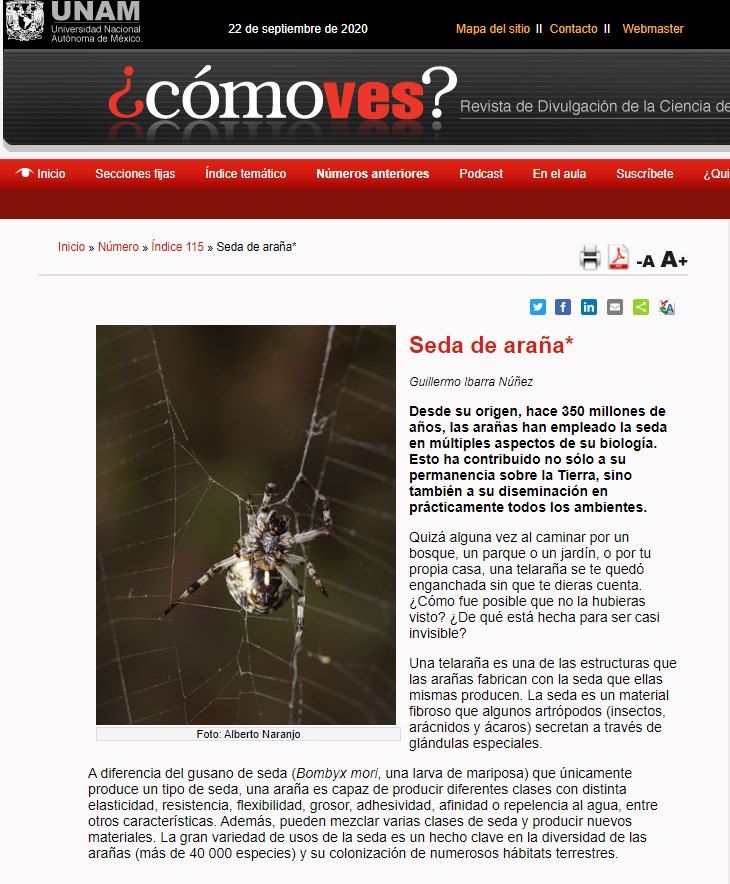 UNAM
Universidad Nacional
Autónoma de México.
22 de septiembre de 2020
Mapa del sitio II Contacto II Webmaster
¿cómoves?
Revista de Divulgación de la Ciencia de
Inicio Secciones fijas Índice temático Números anteriores Podcast En el aula Suscríbete ¿Qui
Inicio » Número » Índice 115 » Seda de araña*
-A A+
Seda de araña*
Guillermo Ibarra Núñez
Desde su origen, hace 350 millones de
años, las arañas han empleado la seda
en múltiples aspectos de su biología.
Esto ha contribuido no sólo a su
permanencia sobre la Tierra, sino
también a su diseminación en
prácticamente todos los ambientes.
Quizá alguna vez al caminar por un
bosque, un parque o un jardín, o por tu
propia casa, una telaraña se te quedó
enganchada sin que te dieras cuenta.
¿Cómo fue posible que no la hubieras
visto? ¿De qué está hecha para ser casi
invisible?
Una telaraña es una de las estructuras que
las arañas fabrican con la seda que ellas
mismas producen. La seda es un material
fibroso que algunos artrópodos (insectos,
arácnidos y ácaros) secretan a través de
glándulas especiales.
Foto: Alberto Naranjo
A diferencia del gusano de seda (Bombyx mori, una larva de mariposa) que únicamente
produce un tipo de seda, una araña es capaz de producir diferentes clases con distinta
elasticidad, resistencia, flexibilidad, grosor, adhesividad, afinidad o repelencia al agua, entre
otros características. Además, pueden mezclar varias clases de seda y producir nuevos
materiales. La gran variedad de usos de la seda es un hecho clave en la diversidad de las
arañas (más de 40 000 especies) y su colonización de numerosos hábitats terrestres.